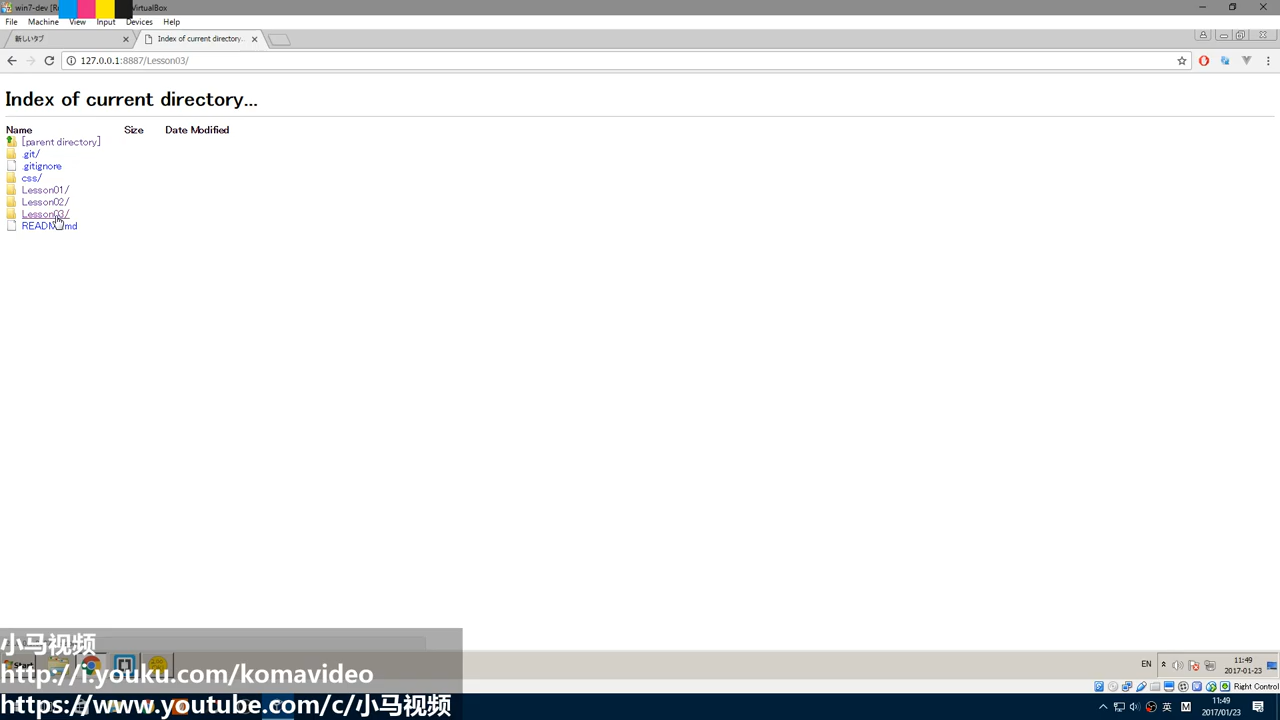 win7-dev [R
VirtualBox
File Machine View Input Devices Help
新しいタブ
Index of current directory...
127.0.0.1:8887/Lesson03/
Index of current directory...
Name Size Date Modified
[parent directory]
.git/
.gitignore
css/
Lesson01/
Lesson02/
Lesson03/
README.md
小马视频
Start
http://i.youku.com/komavideo
https://www.youtube.com/c/小马视频
EN
11:49
2017-01-23
Right Control
英
M
11:49
2017/01/23